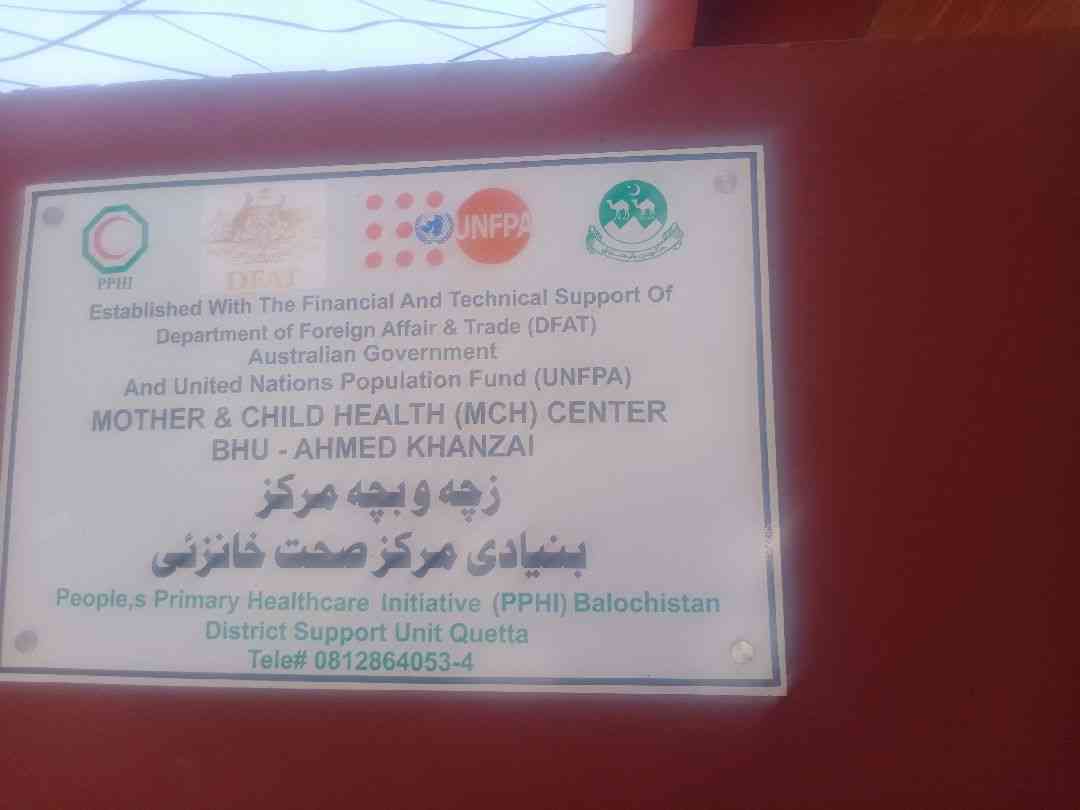 PPHI
DFAT
UNFPA
Established With The Financial And Technical Support Of
Department of Foreign Affair & Trade (DFAT)
Australian Government
And United Nations Population Fund (UNFPA)
MOTHER & CHILD HEALTH (MCH) CENTER
BHU - AHMED KHANZAI
زچہ و بچہ مرکز
بنیادی مرکز صحت خانزئی
People,s Primary Healthcare Initiative (PPHI) Balochistan
District Support Unit Quetta
Tele# 0812864053-4